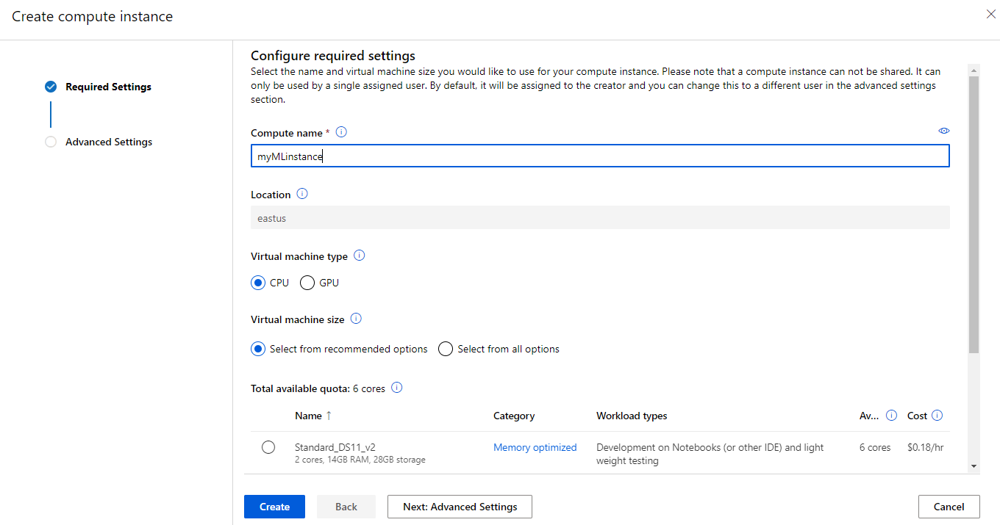 Create compute instance
Required Settings
Advanced Settings
Configure required settings
Select the name and virtual machine size you would like to use for your compute instance. Please note that a compute instance can not be shared. It can
only be used by a single assigned user. By default, it will be assigned to the creator and you can change this to a different user in the advanced settings
section.
Compute name *
myMLinstance
Location
eastus
Virtual machine type
CPU GPU
Virtual machine size
Select from recommended options Select from all options
Total available quota: 6 cores
Name ↑ Category Workload types Av... Cost
Standard_DS11_v2 Memory optimized Development on Notebooks (or other IDE) and light 6 cores $0.18/hr
2 cores, 14GB RAM, 28GB storage weight testing
Create Back Next: Advanced Settings Cancel